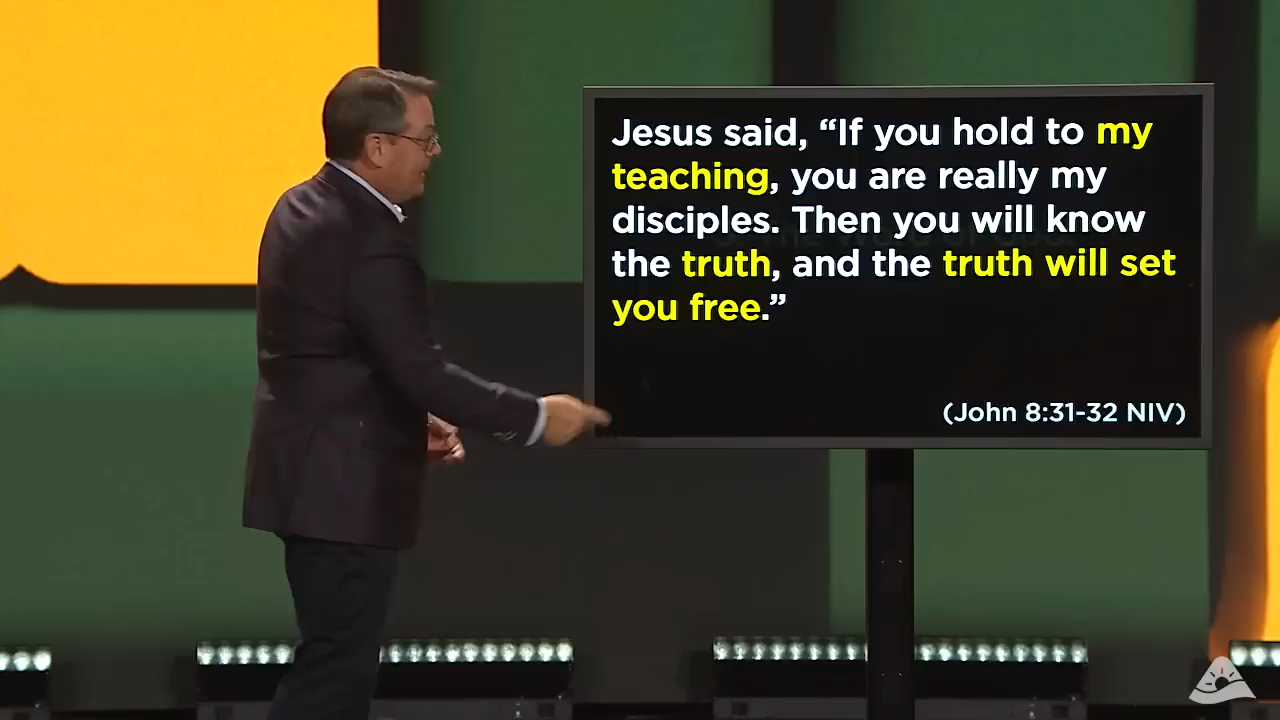 Jesus said, “If you hold to my
teaching, you are really my
disciples. Then you will know
the truth, and the truth will set
you free.”
(John 8:31-32 NIV)